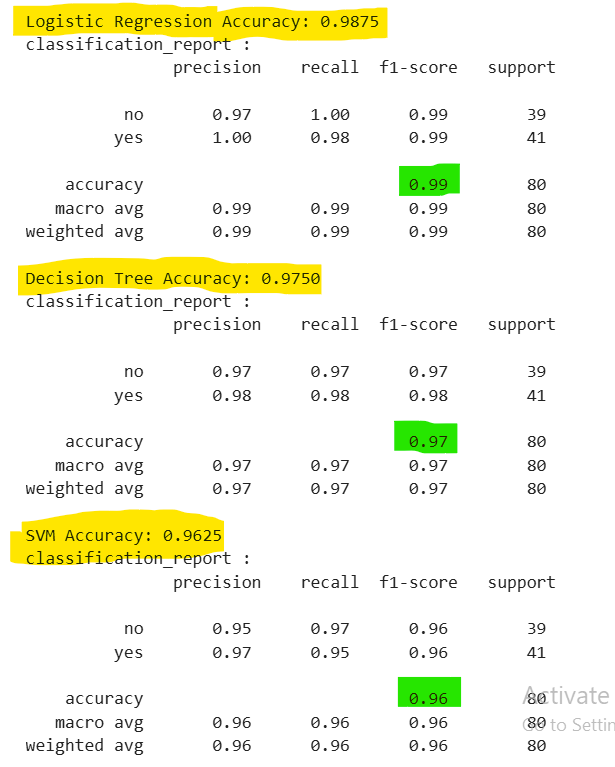 Logistic Regression Accuracy: 0.9875
classification_report :
precision recall f1-score support
no 0.97 1.00 0.99 39
yes 1.00 0.98 0.99 41
accuracy 0.99 80
macro avg 0.99 0.99 0.99 80
weighted avg 0.99 0.99 0.99 80
Decision Tree Accuracy: 0.9750
classification_report :
precision recall f1-score support
no 0.97 0.97 0.97 39
yes 0.98 0.98 0.98 41
accuracy 0.97 80
macro avg 0.97 0.97 0.97 80
weighted avg 0.97 0.97 0.97 80
SVM Accuracy: 0.9625
classification_report :
precision recall f1-score support
no 0.95 0.97 0.96 39
yes 0.97 0.95 0.96 41
accuracy 0.96 80
macro avg 0.96 0.96 0.96 80
weighted avg 0.96 0.96 0.96 80
Activate
Go to Settin